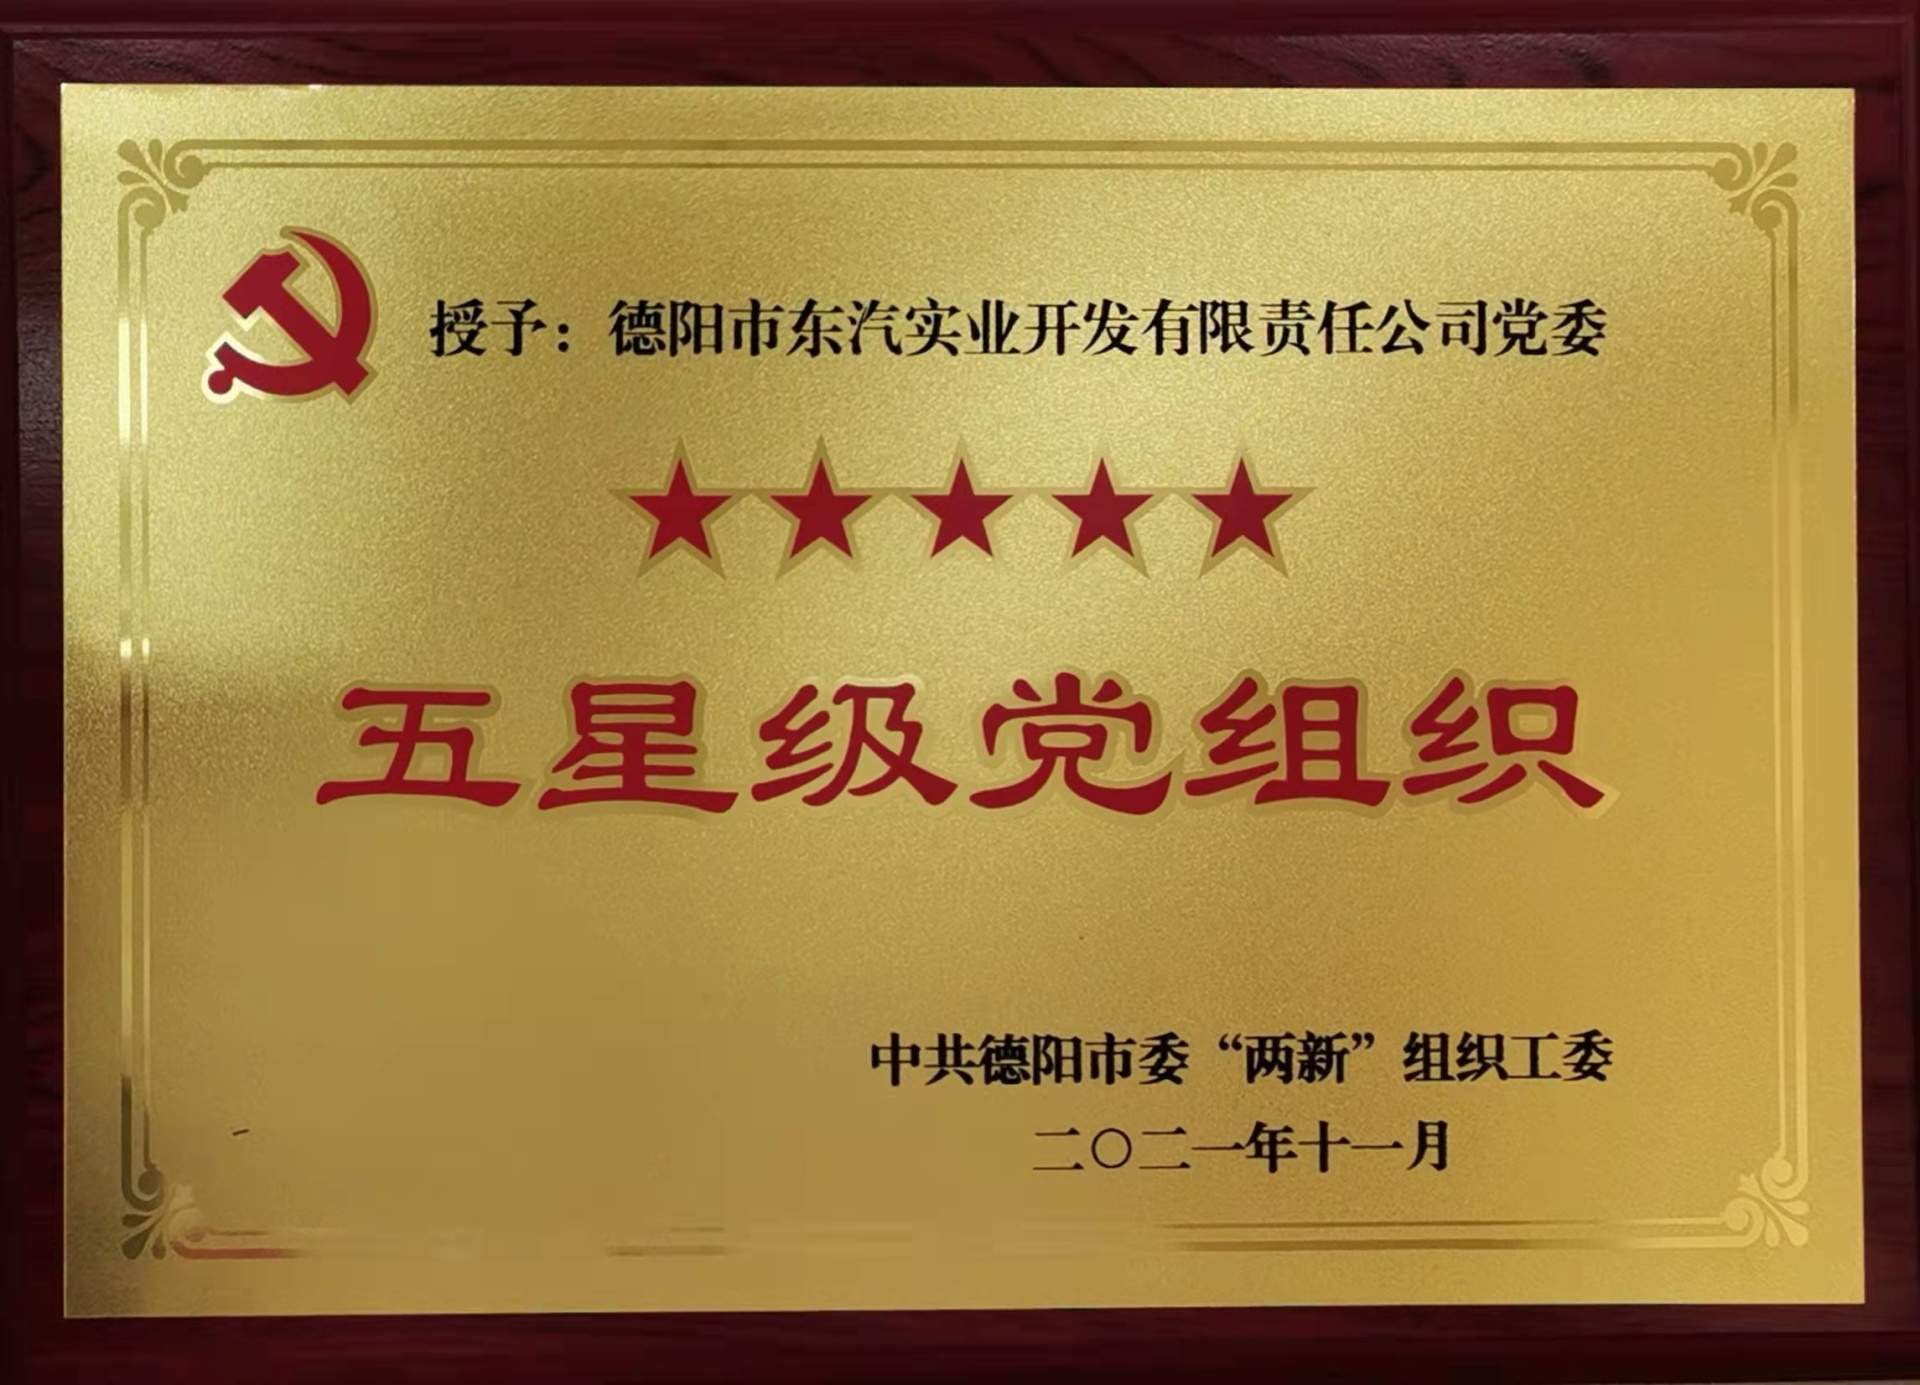 授予：德阳市东汽实业开发有限责任公司党委
五星级党组织
中共德阳市委“两新”组织工委
二〇二一年十一月